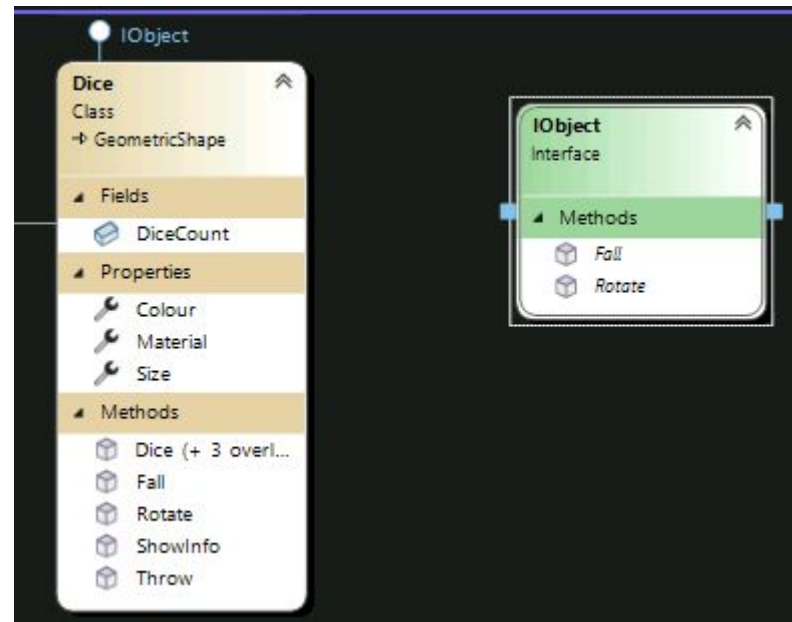 IObject
Dice
Class
GeometricShape
Fields
DiceCount
Properties
Colour
Material
Size
Methods
Dice (+ 3 overl...
Fall
Rotate
ShowInfo
Throw
IObject
Interface
Methods
Fall
Rotate